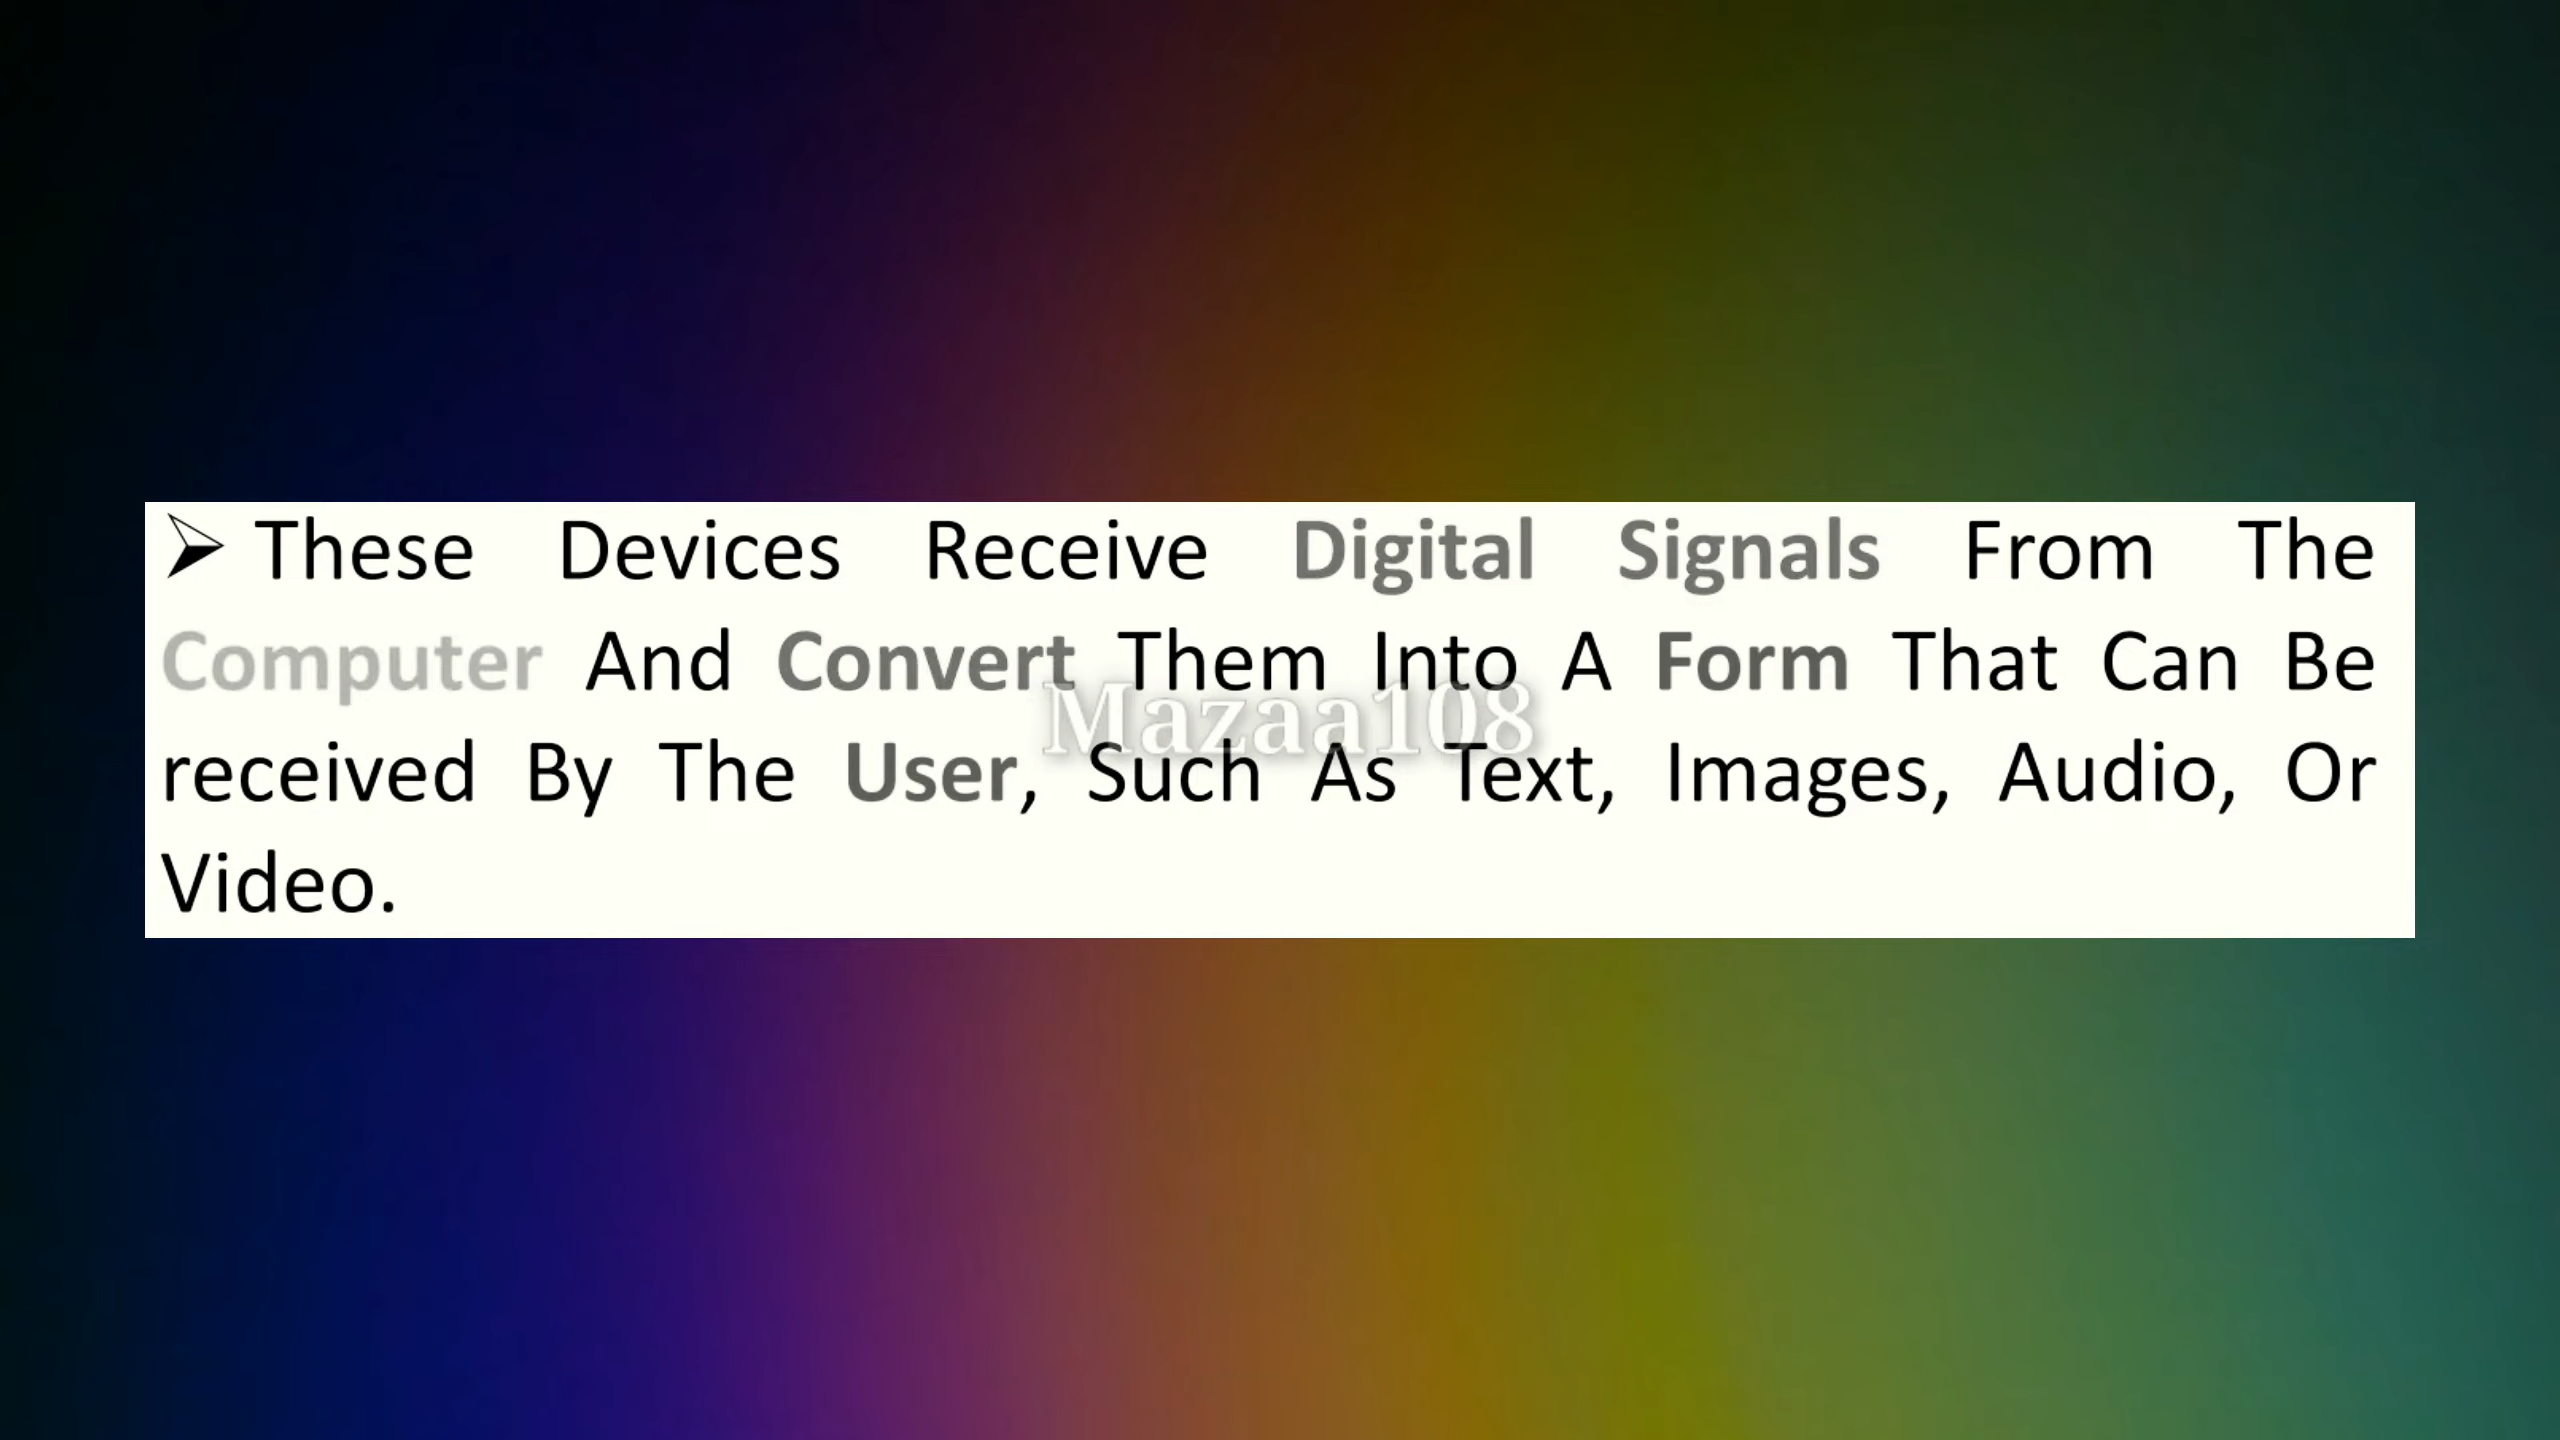 ➢ These Devices Receive Digital Signals From The
Computer And Convert Them Into A Form That Can Be
Mazaa108
received By The User, Such As Text, Images, Audio, Or
Video.